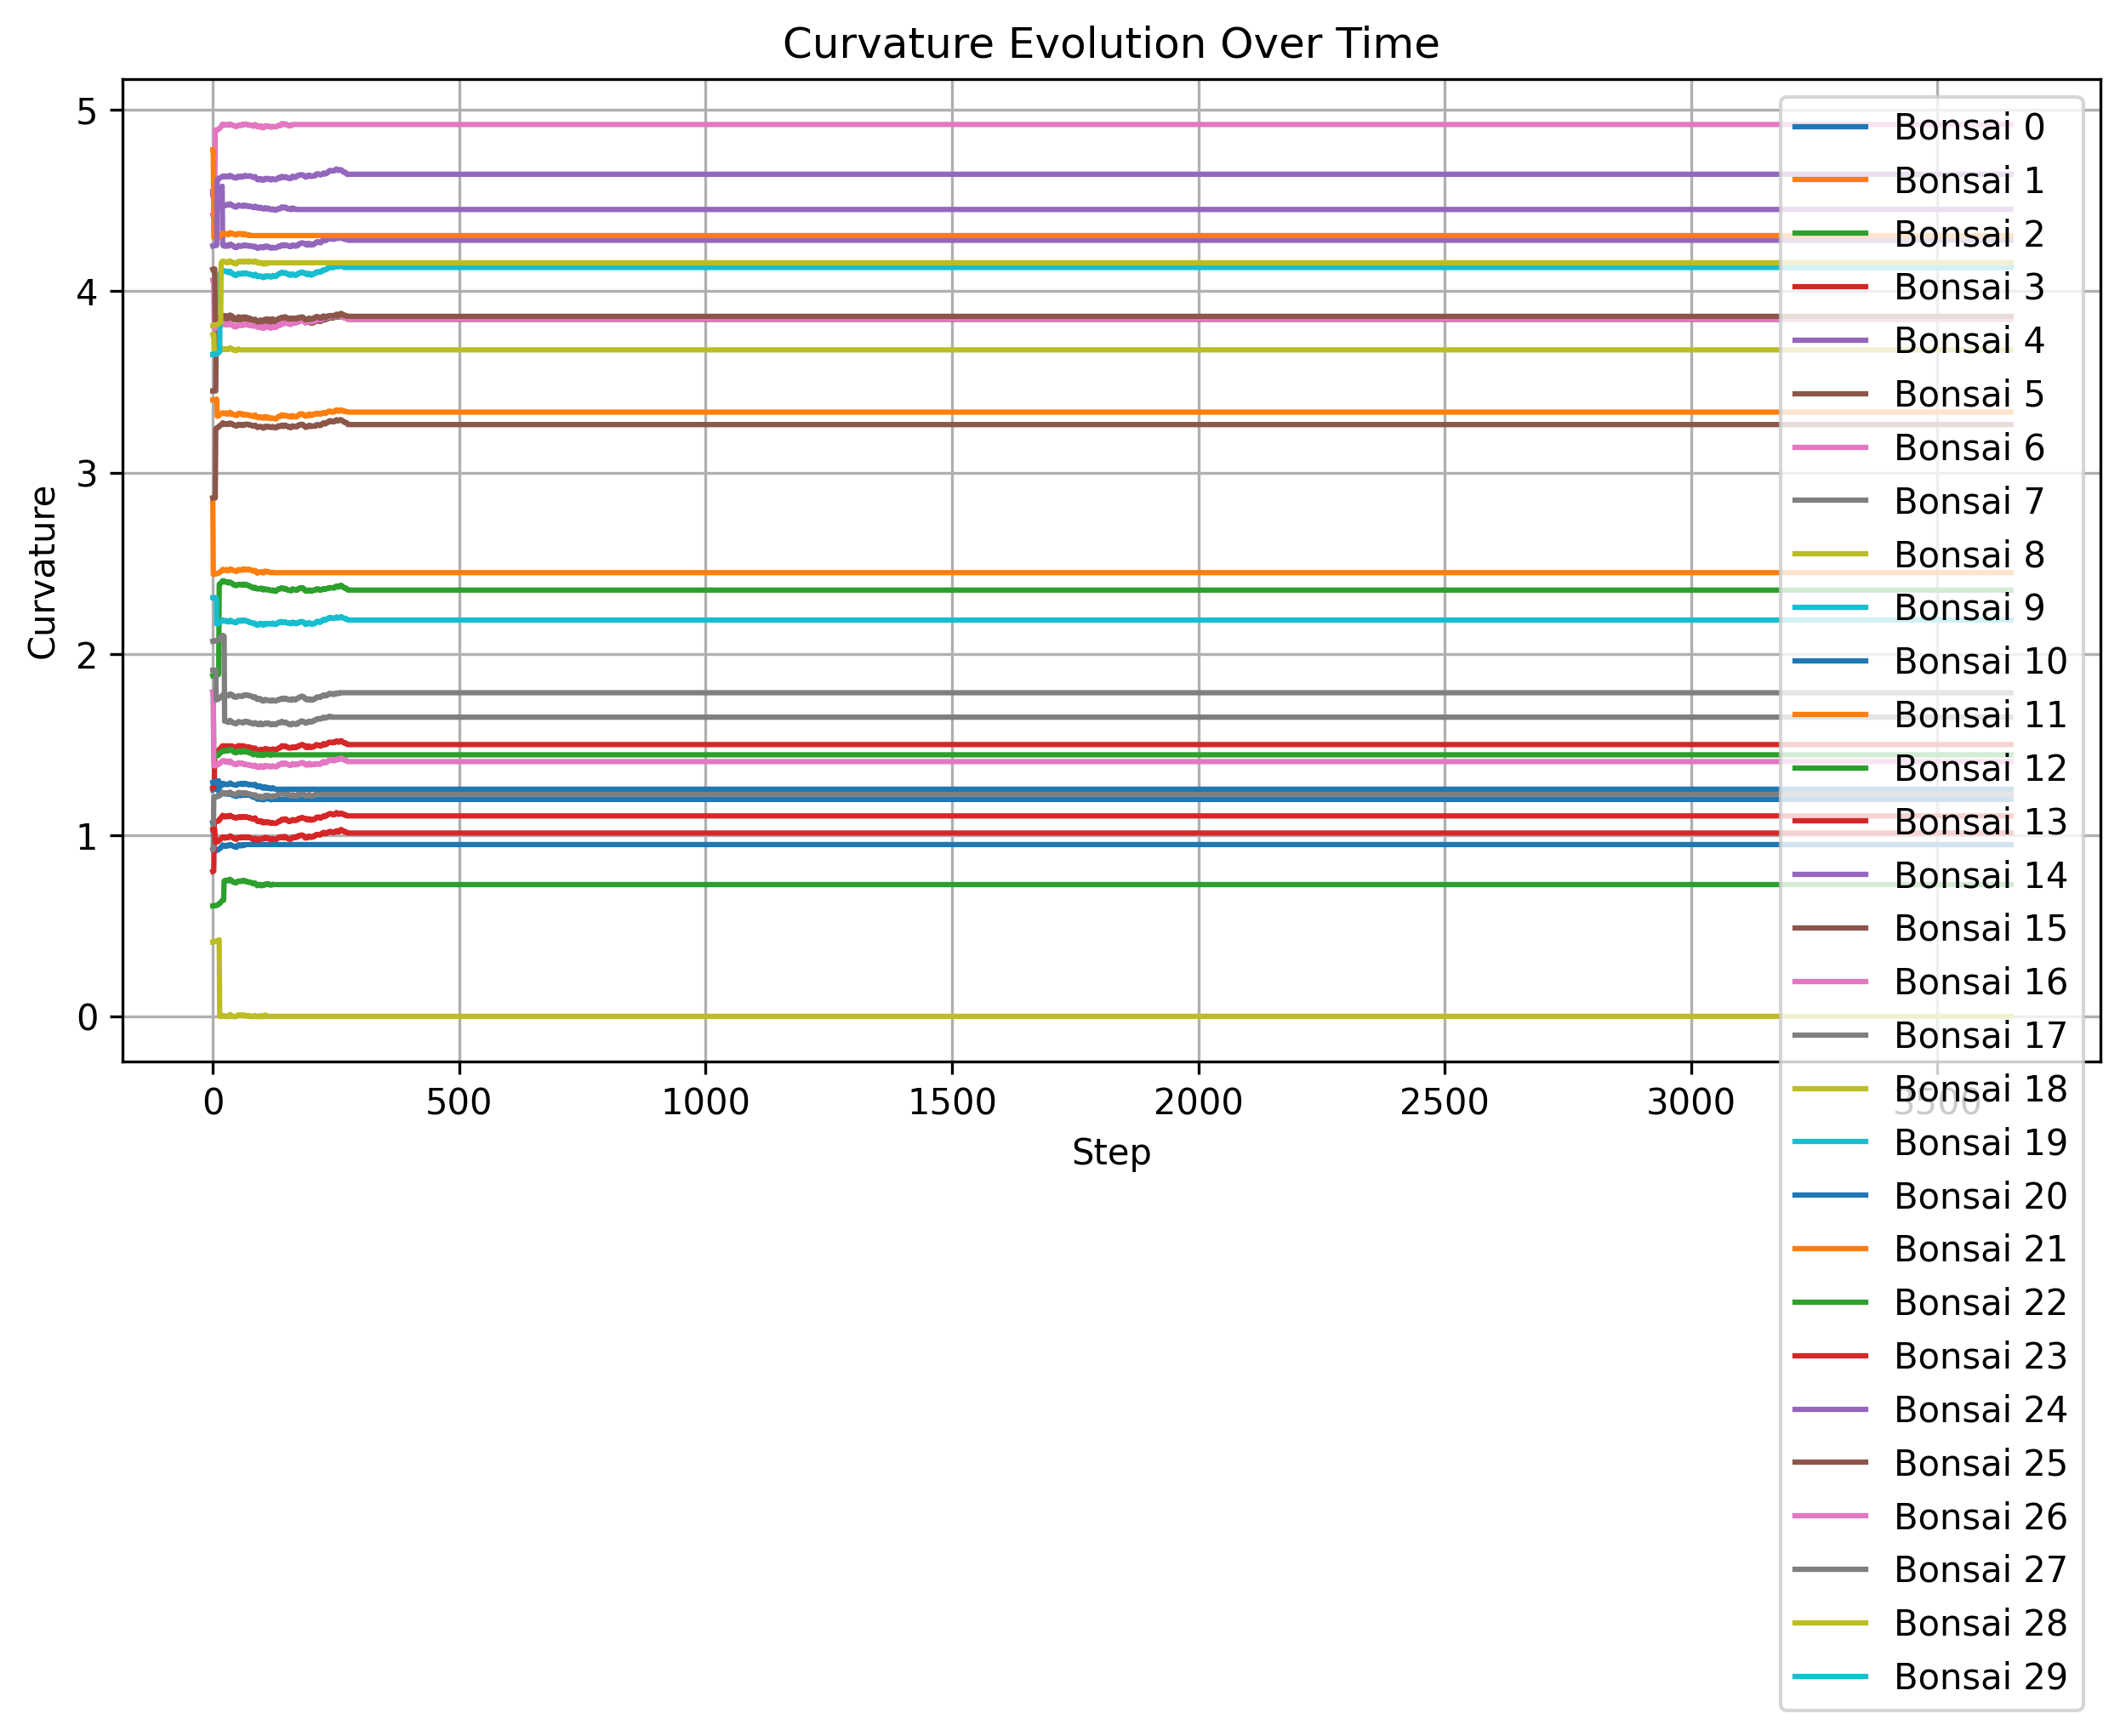 Curvature Evolution Over Time
5
4
3
2
1
0
Curvature
0 500 1000 1500 2000 2500 3000 3500
Step
Bonsai 0
Bonsai 1
Bonsai 2
Bonsai 3
Bonsai 4
Bonsai 5
Bonsai 6
Bonsai 7
Bonsai 8
Bonsai 9
Bonsai 10
Bonsai 11
Bonsai 12
Bonsai 13
Bonsai 14
Bonsai 15
Bonsai 16
Bonsai 17
Bonsai 18
Bonsai 19
Bonsai 20
Bonsai 21
Bonsai 22
Bonsai 23
Bonsai 24
Bonsai 25
Bonsai 26
Bonsai 27
Bonsai 28
Bonsai 29